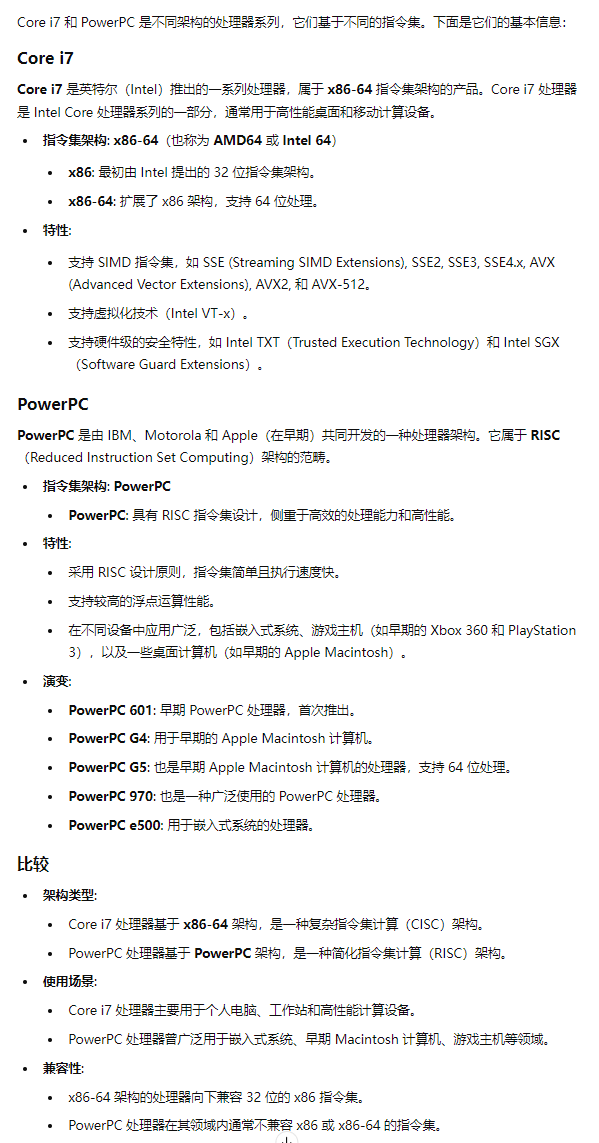 Core i7 和 PowerPC 是不同架构的处理器系列，它们基于不同的指令集。下面是它们的基本信息：
Core i7
Core i7 是英特尔（Intel）推出的一系列处理器，属于 x86-64 指令集架构的产品。Core i7 处理器
是 Intel Core 处理器系列的一部分，通常用于高性能桌面和移动计算设备。
• 指令集架构: x86-64（也称为 AMD64 或 Intel 64）
• x86: 最初由 Intel 提出的 32 位指令集架构。
• x86-64: 扩展了 x86 架构，支持 64 位处理。
• 特性:
• 支持 SIMD 指令集，如 SSE (Streaming SIMD Extensions), SSE2, SSE3, SSE4.x, AVX
(Advanced Vector Extensions), AVX2, 和 AVX-512。
• 支持虚拟化技术（Intel VT-x）。
• 支持硬件级的安全特性，如 Intel TXT（Trusted Execution Technology）和 Intel SGX
（Software Guard Extensions）。
PowerPC
PowerPC 是由 IBM、Motorola 和 Apple（在早期）共同开发的一种处理器架构。它属于 RISC
（Reduced Instruction Set Computing）架构的范畴。
• 指令集架构: PowerPC
• PowerPC: 具有 RISC 指令集设计，侧重于高效的处理能力和高性能。
• 特性:
• 采用 RISC 设计原则，指令集简单且执行速度快。
• 支持较高的浮点运算性能。
• 在不同设备中应用广泛，包括嵌入式系统、游戏主机（如早期的 Xbox 360 和 PlayStation
3），以及一些桌面计算机（如早期的 Apple Macintosh）。
• 演变:
• PowerPC 601: 早期 PowerPC 处理器，首次推出。
• PowerPC G4: 用于早期的 Apple Macintosh 计算机。
• PowerPC G5: 也是早期 Apple Macintosh 计算机的处理器，支持 64 位处理。
• PowerPC 970: 也是一种广泛使用的 PowerPC 处理器。
• PowerPC e500: 用于嵌入式系统的处理器。
比较
• 架构类型:
• Core i7 处理器基于 x86-64 架构，是一种复杂指令集计算（CISC）架构。
• PowerPC 处理器基于 PowerPC 架构，是一种简化指令集计算（RISC）架构。
• 使用场景:
• Core i7 处理器主要用于个人电脑、工作站和高性能计算设备。
• PowerPC 处理器曾广泛用于嵌入式系统、早期 Macintosh 计算机、游戏主机等领域。
• 兼容性:
• x86-64 架构的处理器向下兼容 32 位的 x86 指令集。
• PowerPC 处理器在其领域内通常不兼容 x86 或 x86-64 的指令集。